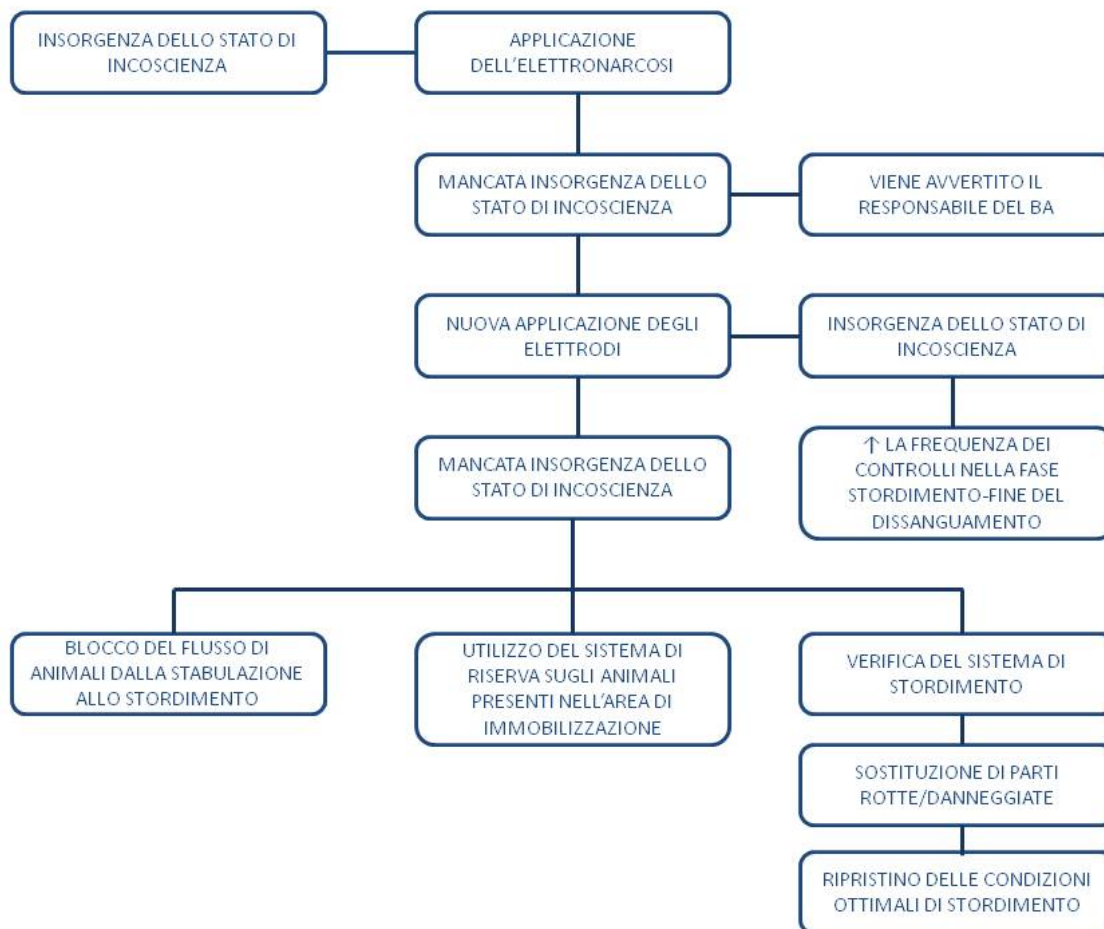 INSORGENZA DELLO STATO DI
INCOSCIENZA
APPLICAZIONE
DELL'ELETTRONARCOSI
MANCATA INSORGENZA DELLO
STATO DI INCOSCIENZA
VIENE AVVERTITO IL
RESPONSABILE DEL BA
NUOVA APPLICAZIONE DEGLI
ELETTRODI
INSORGENZA DELLO STATO DI
INCOSCIENZA
MANCATA INSORGENZA DELLO
STATO DI INCOSCIENZA
↑ LA FREQUENZA DEI
CONTROLLI NELLA FASE
STORDIMENTO-FINE DEL
DISSANGUAMENTO
BLOCCO DEL FLUSSO DI
ANIMALI DALLA STABULAZIONE
ALLO STORDIMENTO
UTILIZZO DEL SISTEMA DI
RISERVA SUGLI ANIMALI
PRESENTI NELL'AREA DI
IMMOBILIZZAZIONE
VERIFICA DEL SISTEMA DI
STORDIMENTO
SOSTITUZIONE DI PARTI
ROTTE/DANNEGGIATE
RIPRISTINO DELLE CONDIZIONI
OTTIMALI DI STORDIMENTO